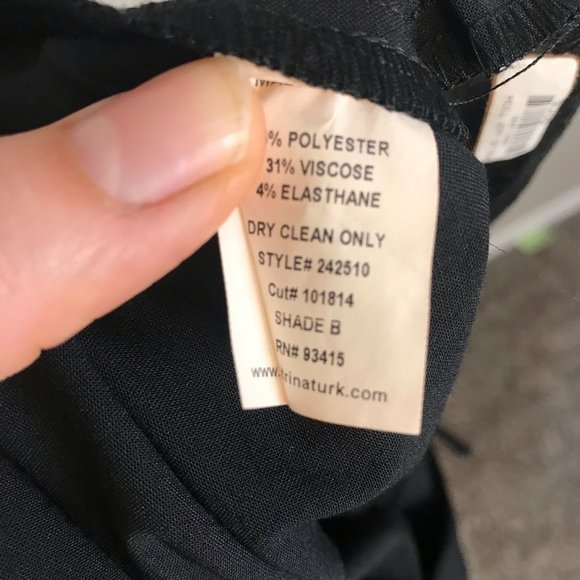 % POLYESTER
31% VISCOSE
4% ELASTHANE
DRY CLEAN ONLY
STYLE# 242510
Cut# 101814
SHADE B
RN# 93415
www.trinaturk.com